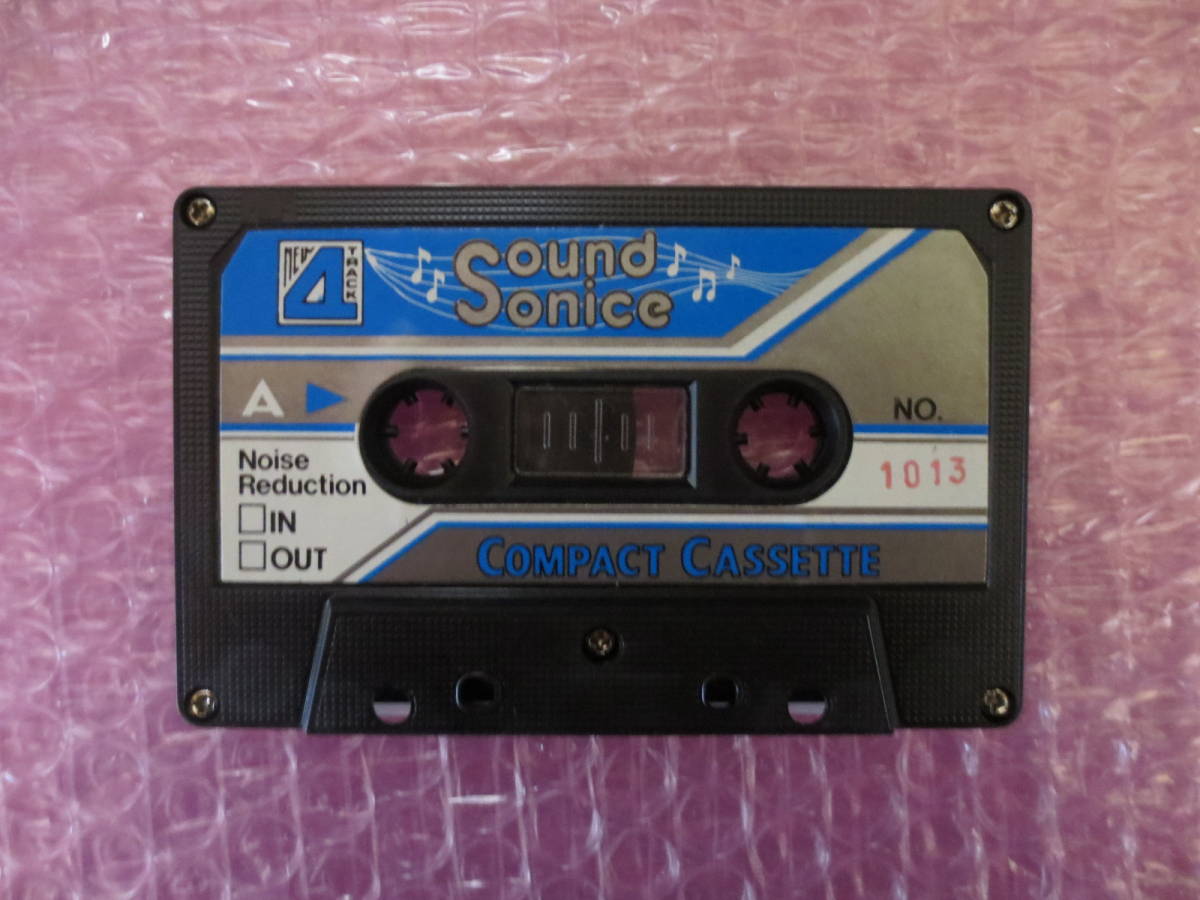 NEW 4 TRACK
Sound
Sonice
A
NO.
1013
Noise
Reduction
IN
OUT
COMPACT CASSETTE